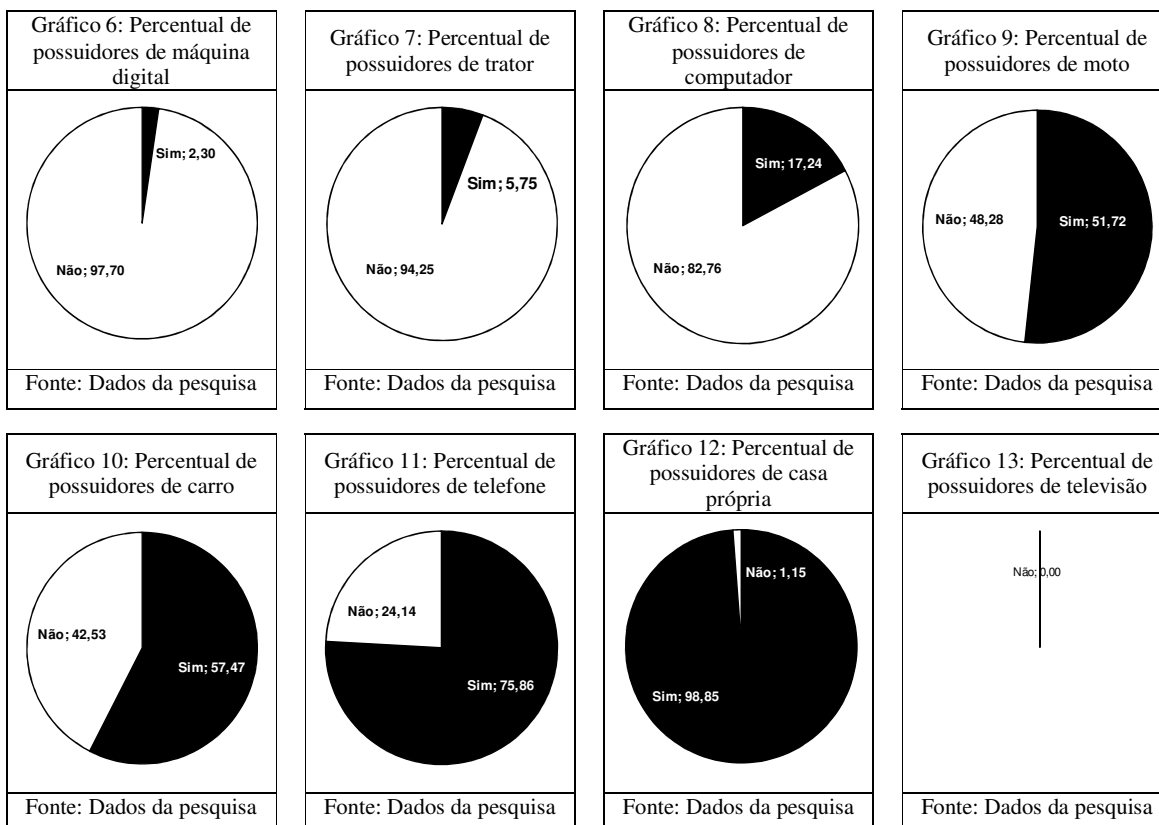 Gráfico 6: Percentual de
possuidores de máquina
digital
Sim; 2,30
Não; 97,70
Fonte: Dados da pesquisa
Gráfico 7: Percentual de
possuidores de trator
Sim; 5,75
Não; 94,25
Fonte: Dados da pesquisa
Gráfico 8: Percentual de
possuidores de
computador
Sim; 17,24
Não; 82,76
Fonte: Dados da pesquisa
Gráfico 9: Percentual de
possuidores de moto
Não; 48,28
Sim; 51,72
Fonte: Dados da pesquisa
Gráfico 10: Percentual de
possuidores de carro
Não; 42,53
Sim; 57,47
Fonte: Dados da pesquisa
Gráfico 11: Percentual de
possuidores de telefone
Não; 24,14
Sim; 75,86
Fonte: Dados da pesquisa
Gráfico 12: Percentual de
possuidores de casa
própria
Não; 1,15
Sim; 98,85
Fonte: Dados da pesquisa
Gráfico 13: Percentual de
possuidores de televisão
Não; 0,00
Fonte: Dados da pesquisa